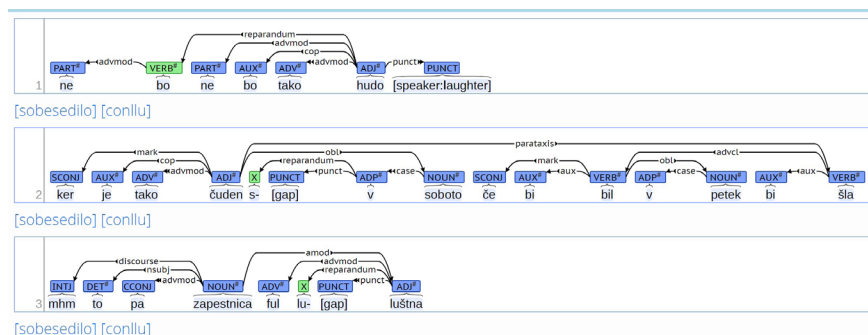 reparandum
advmod
cop
advmod advmod punct
PART# VERB# PART# AUX# ADV# ADJ# PUNCT
1 ne bo ne bo tako hudo [speaker:laughter]
[sobesedilo] [conllu]
parataxis
mark obl advcl
cop reparandum mark obl
advmod punct case aux case aux
SCONJ AUX# ADV# ADJ# X PUNCT ADP# NOUN# SCONJ AUX# VERB# ADP# NOUN# AUX# VERB#
2 ker je tako čuden s- [gap] v soboto če bi bil v petek bi šla
[sobesedilo] [conllu]
discourse amod
nsubj advmod
advmod reparandum
punct
INTJ DET# CCONJ NOUN# ADV# X PUNCT ADJ#
3 mhm to pa zapestnica ful lu- [gap] luštna
[sobesedilo] [conllu]